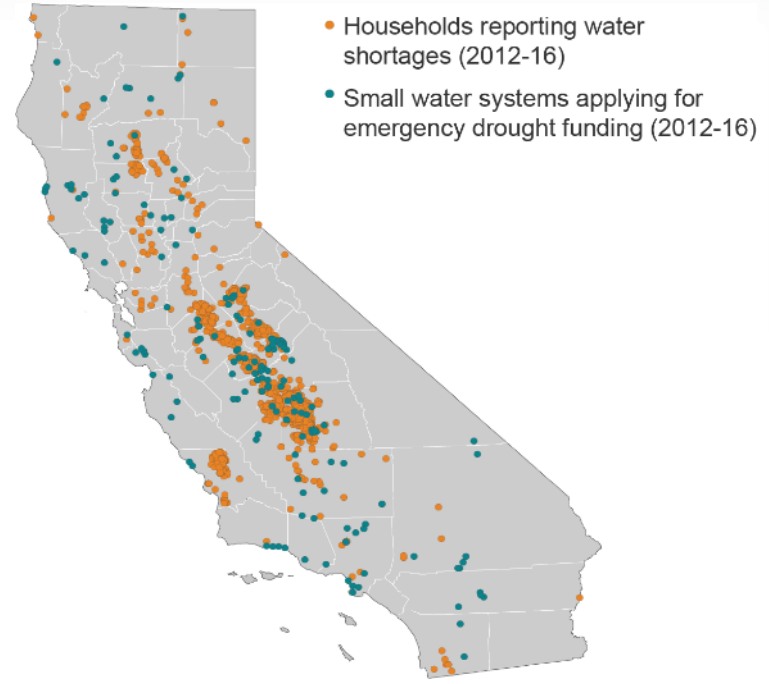 Households reporting water
shortages (2012-16)
Small water systems applying for
emergency drought funding (2012-16)